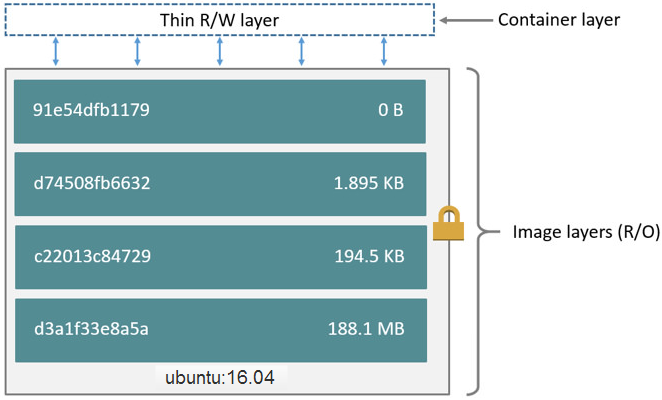 Thin R/W layer
Container layer
91e54dfb1179 0 B
d74508fb6632 1.895 KB
c22013c84729 194.5 KB
Image layers (R/O)
d3a1f33e8a5a 188.1 MB
ubuntu:16.04